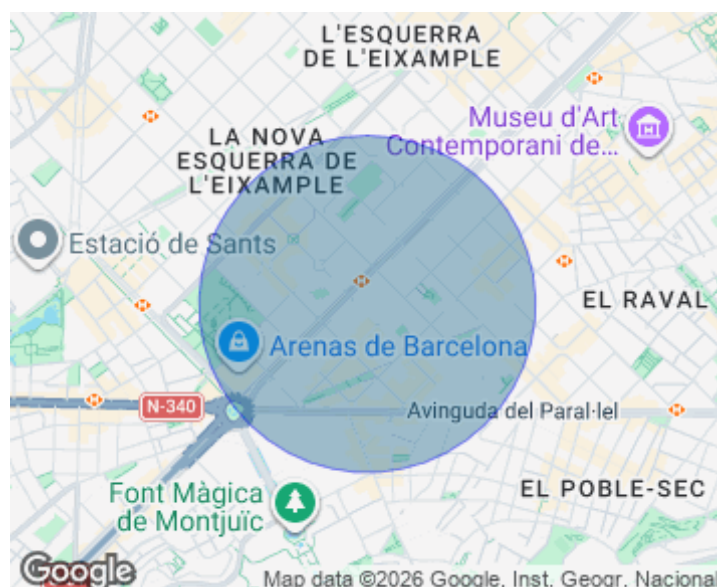 L'ESQUERRA
DE L'EIXAMPLE
Museu d'Art
Contemporani de...
LA NOVA
ESQUERRA DE
L'EIXAMPLE
Estació de Sants
EL RAVAL
Arenas de Barcelona
N-340
Avinguda del Paral·lel
EL POBLE-SEC
Font Màgica
de Montjuïc
Google
Map data ©2026 Google, Inst. Geogr. Nacional